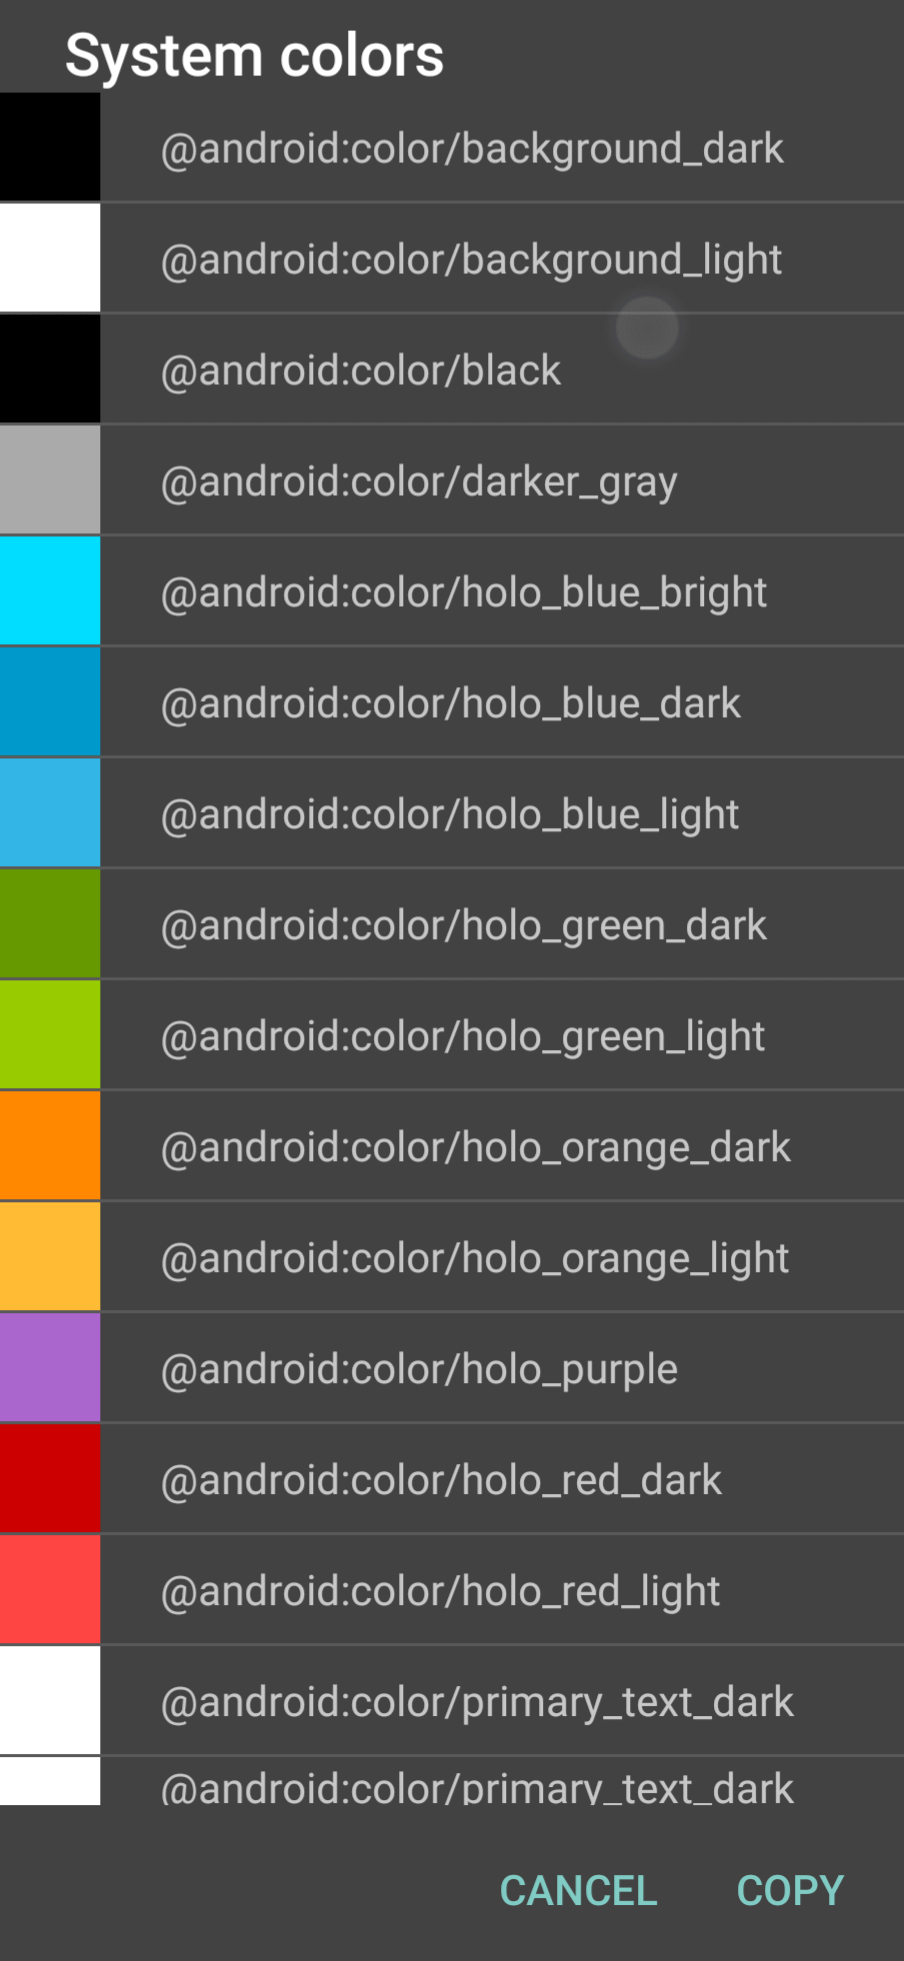 System colors
@android:color/background_dark
@android:color/background_light
@android:color/black
@android:color/darker_gray
@android:color/holo_blue_bright
@android:color/holo_blue_dark
@android:color/holo_blue_light
@android:color/holo_green_dark
@android:color/holo_green_light
@android:color/holo_orange_dark
@android:color/holo_orange_light
@android:color/holo_purple
@android:color/holo_red_dark
@android:color/holo_red_light
@android:color/primary_text_dark
@android:color/primary_text_dark
CANCEL COPY